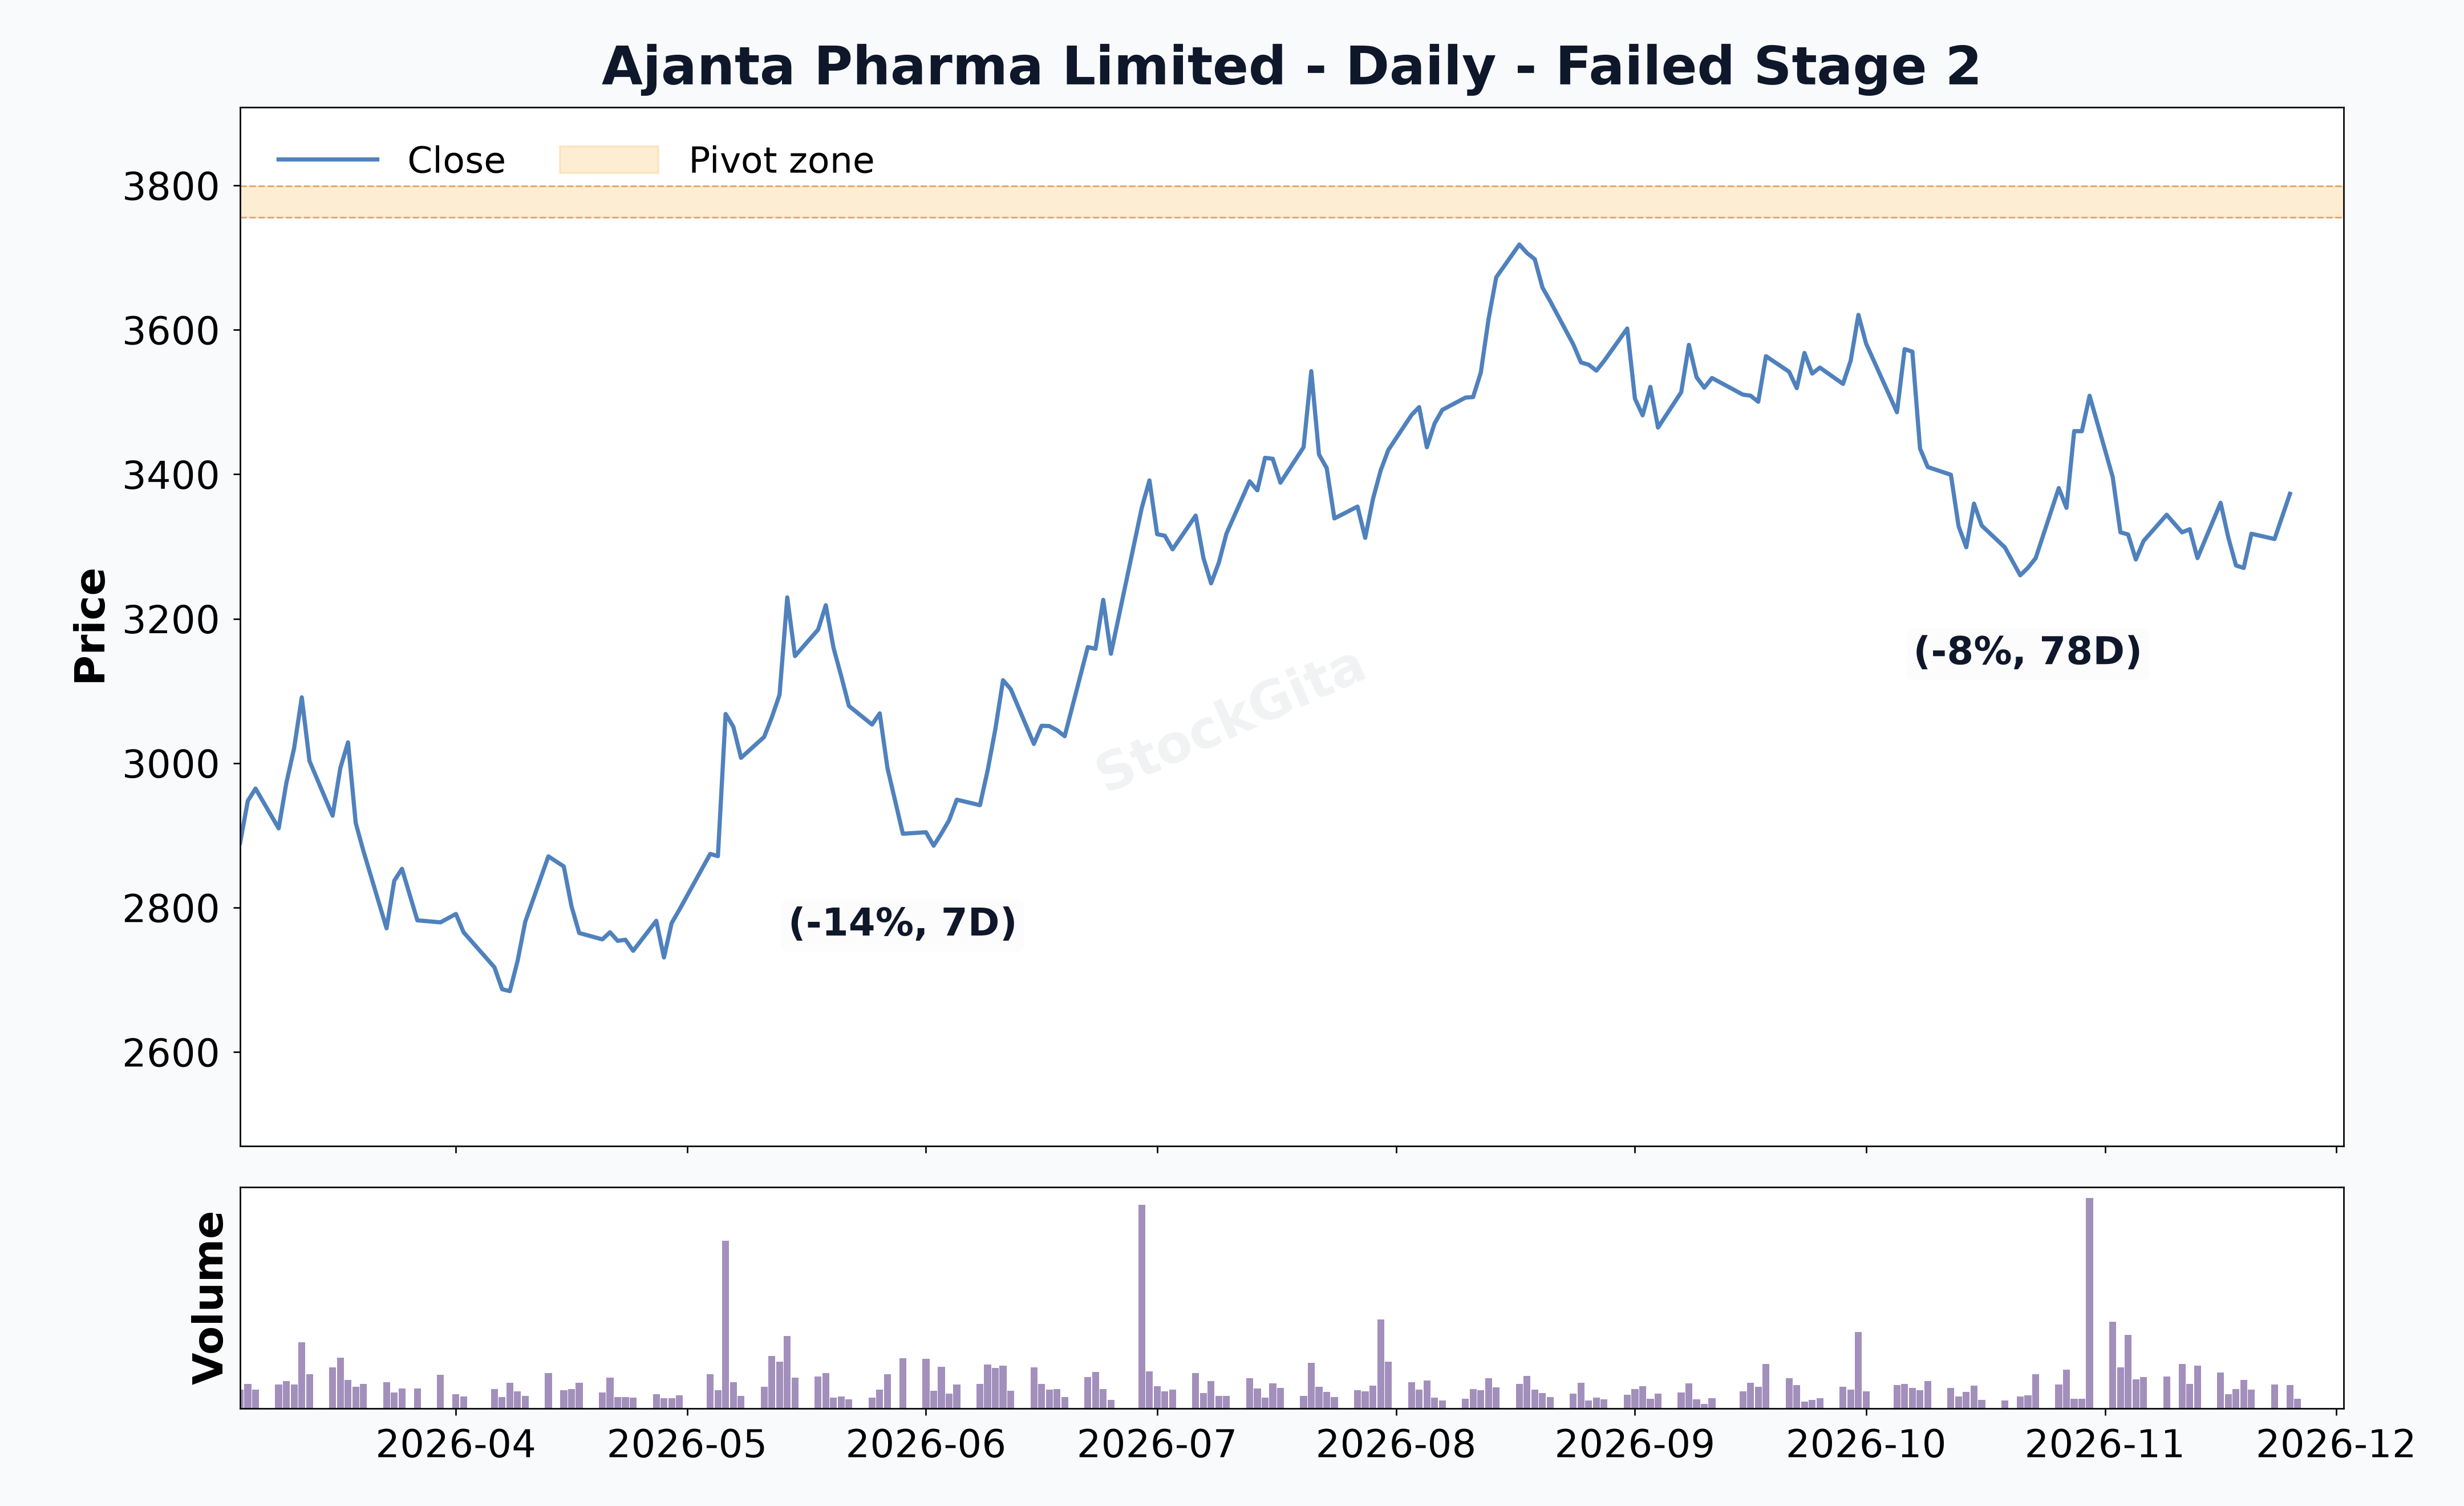 Ajanta Pharma Limited - Daily - Failed Stage 2
Close
Pivot zone
3800
3600
3400
3200
3000
2800
2600
Price
(-8%, 78D)
StockGita
(-14%, 7D)
Volume
2026-04
2026-05
2026-06
2026-07
2026-08
2026-09
2026-10
2026-11
2026-12